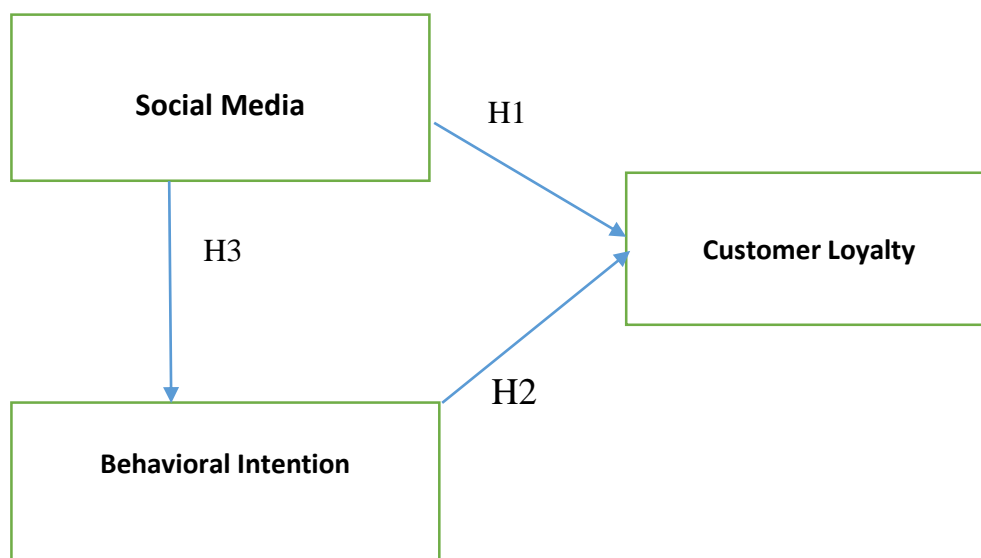 Social Media
H1
H3
Customer Loyalty
H2
Behavioral Intention